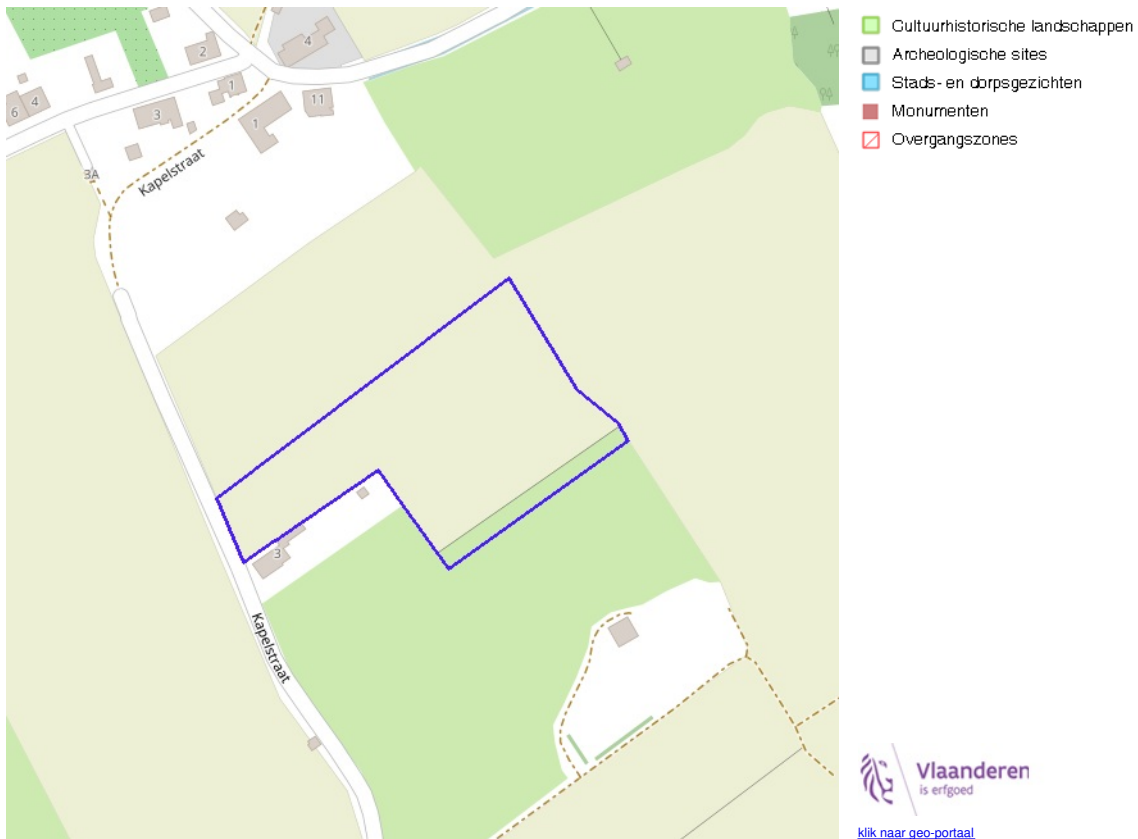 2
4
6
4
3
1
1
11
3A
Kapelstraat
3
Kapelstraat
Cultuurhistorische landschappen
Archeologische sites
Stads- en dorpsgezichten
Monumenten
Overgangszones
Vlaanderen
is erfgoed
klik naar geo-portaal